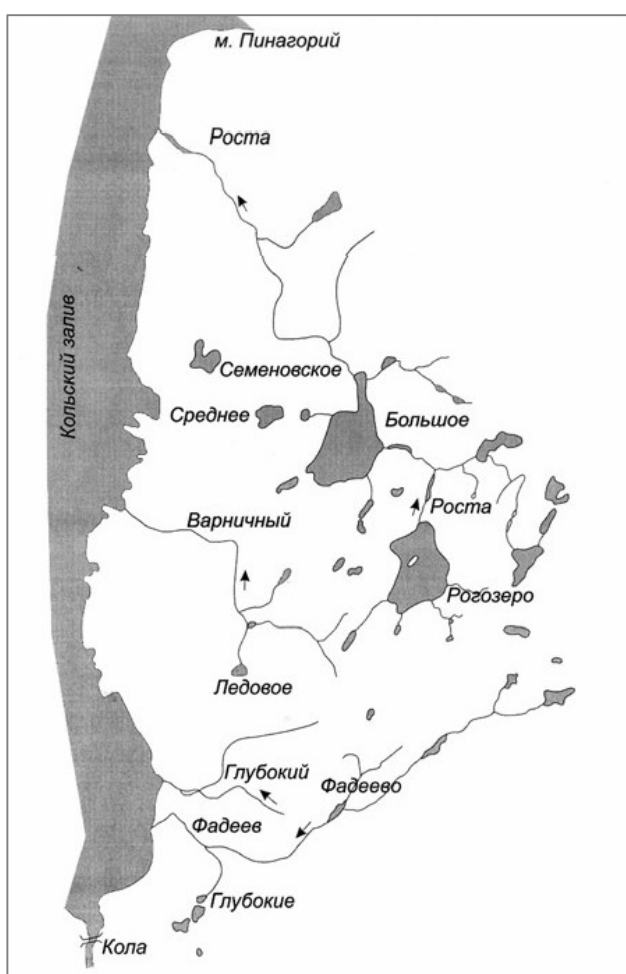 м. Пинагорий
Роста
Кольский залив
Семеновское
Среднее
Большое
Варничный
Роста
Рогозеро
Ледовое
Глубокий
Фадеево
Фадеев
Глубокие
Кола